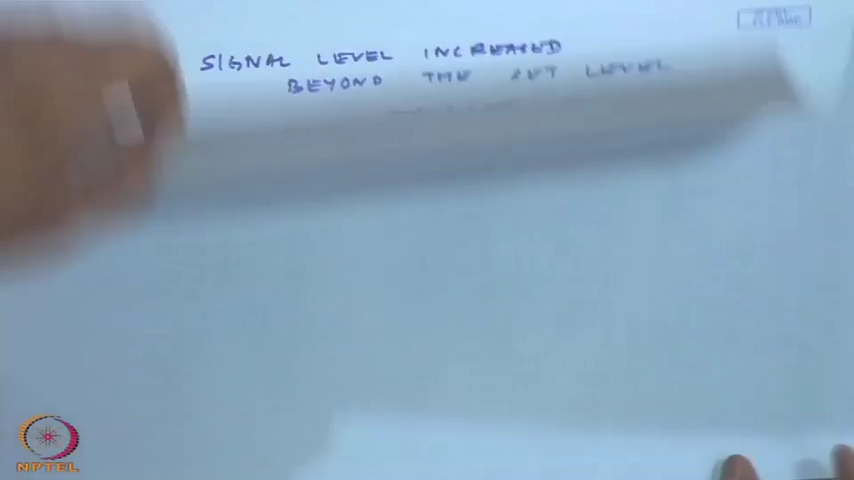 SIGNAL LEVEL INCREASED
BEYOND THE SET LEVEL
NPTEL